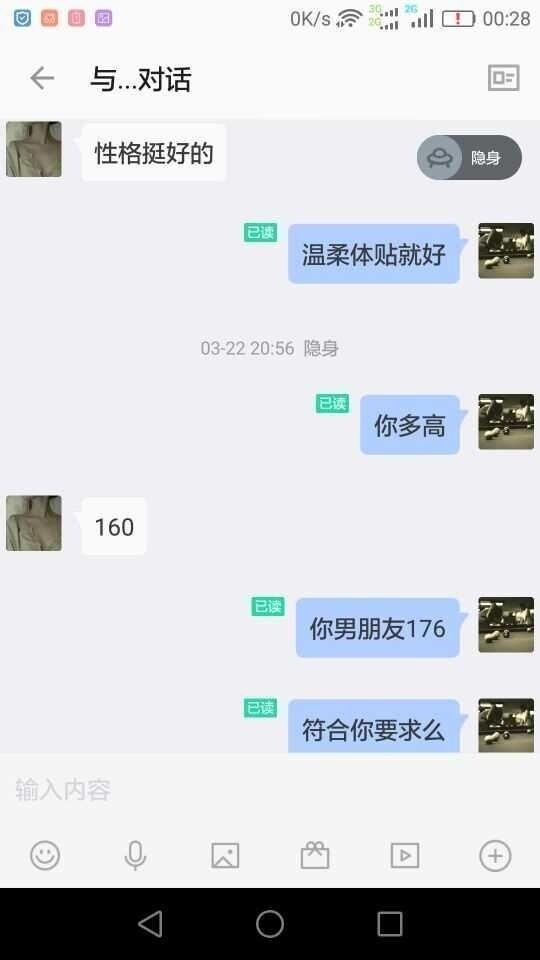 0K/s 3G 2G 2G 00:28
与...对话
性格挺好的
隐身
已读
温柔体贴就好
03-22 20:56 隐身
已读
你多高
160
已读
你男朋友176
已读
符合你要求么
输入内容